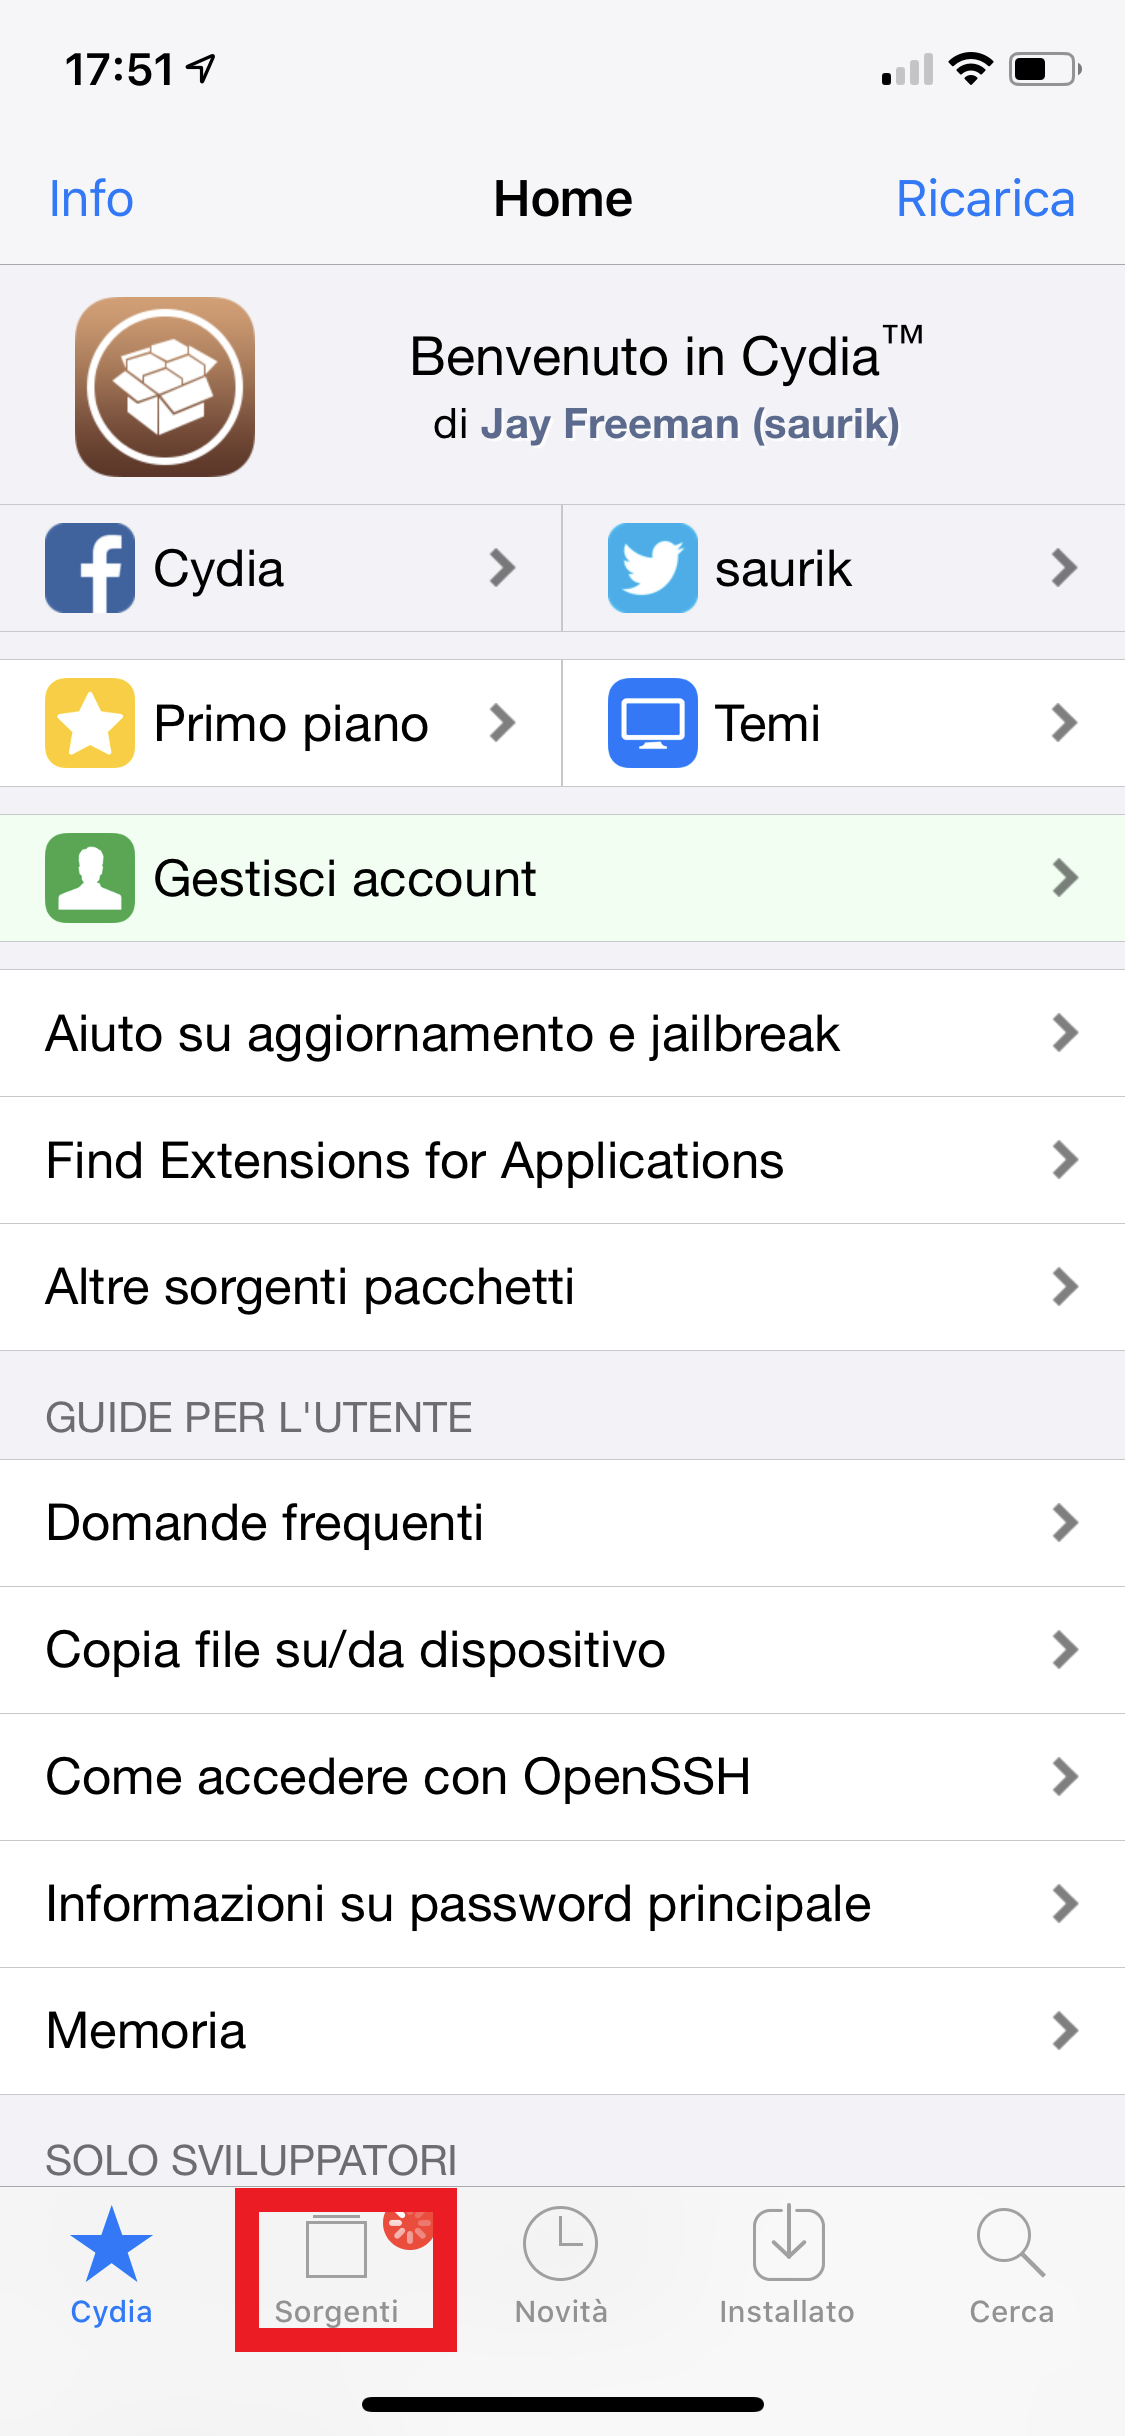 17:51
Info
Home
Ricarica
Benvenuto in Cydia™
di Jay Freeman (saurik)
Cydia
saurik
Primo piano
Temi
Gestisci account
Aiuto su aggiornamento e jailbreak
Find Extensions for Applications
Altre sorgenti pacchetti
GUIDE PER L'UTENTE
Domande frequenti
Copia file su/da dispositivo
Come accedere con OpenSSH
Informazioni su password principale
Memoria
SOLO SVILUPPATORI
Cydia
Sorgenti
Novità
Installato
Cerca